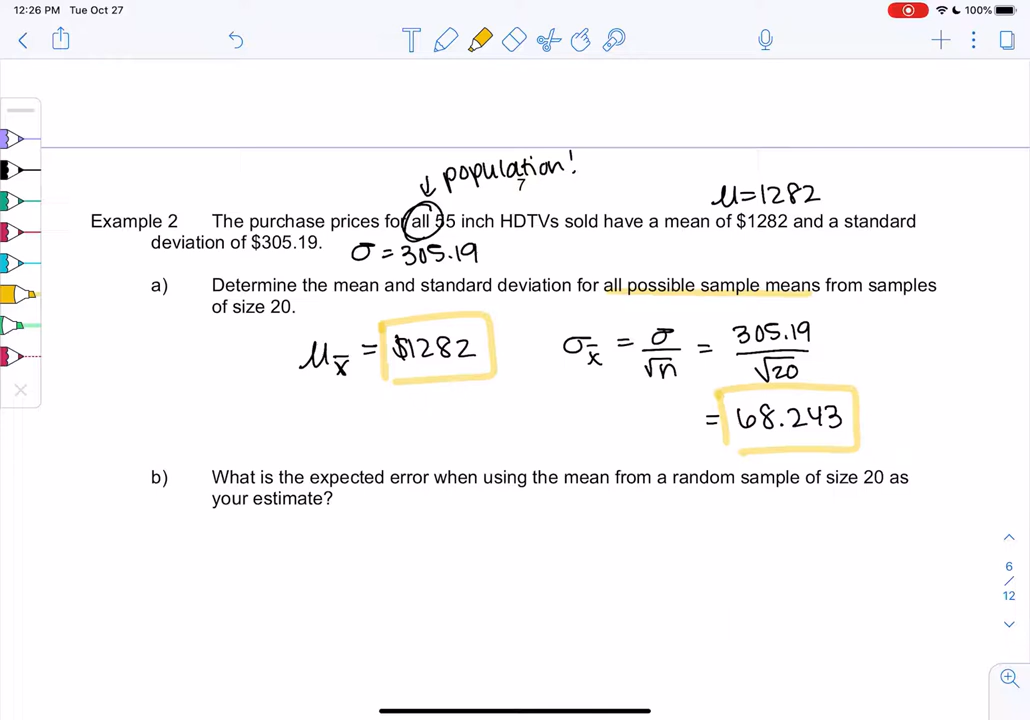 12:26 PM Tue Oct 27
100%
T
population!
7
μ=1282
Example 2 The purchase prices for all 55 inch HDTVs sold have a mean of $1282 and a standard
deviation of $305.19.
σ = 305.19
a) Determine the mean and standard deviation for all possible sample means from samples
of size 20.
μx̄ = $1282
σx̄ = σ/√n = 305.19/√20
= 68.243
b) What is the expected error when using the mean from a random sample of size 20 as
your estimate?
6
/
12